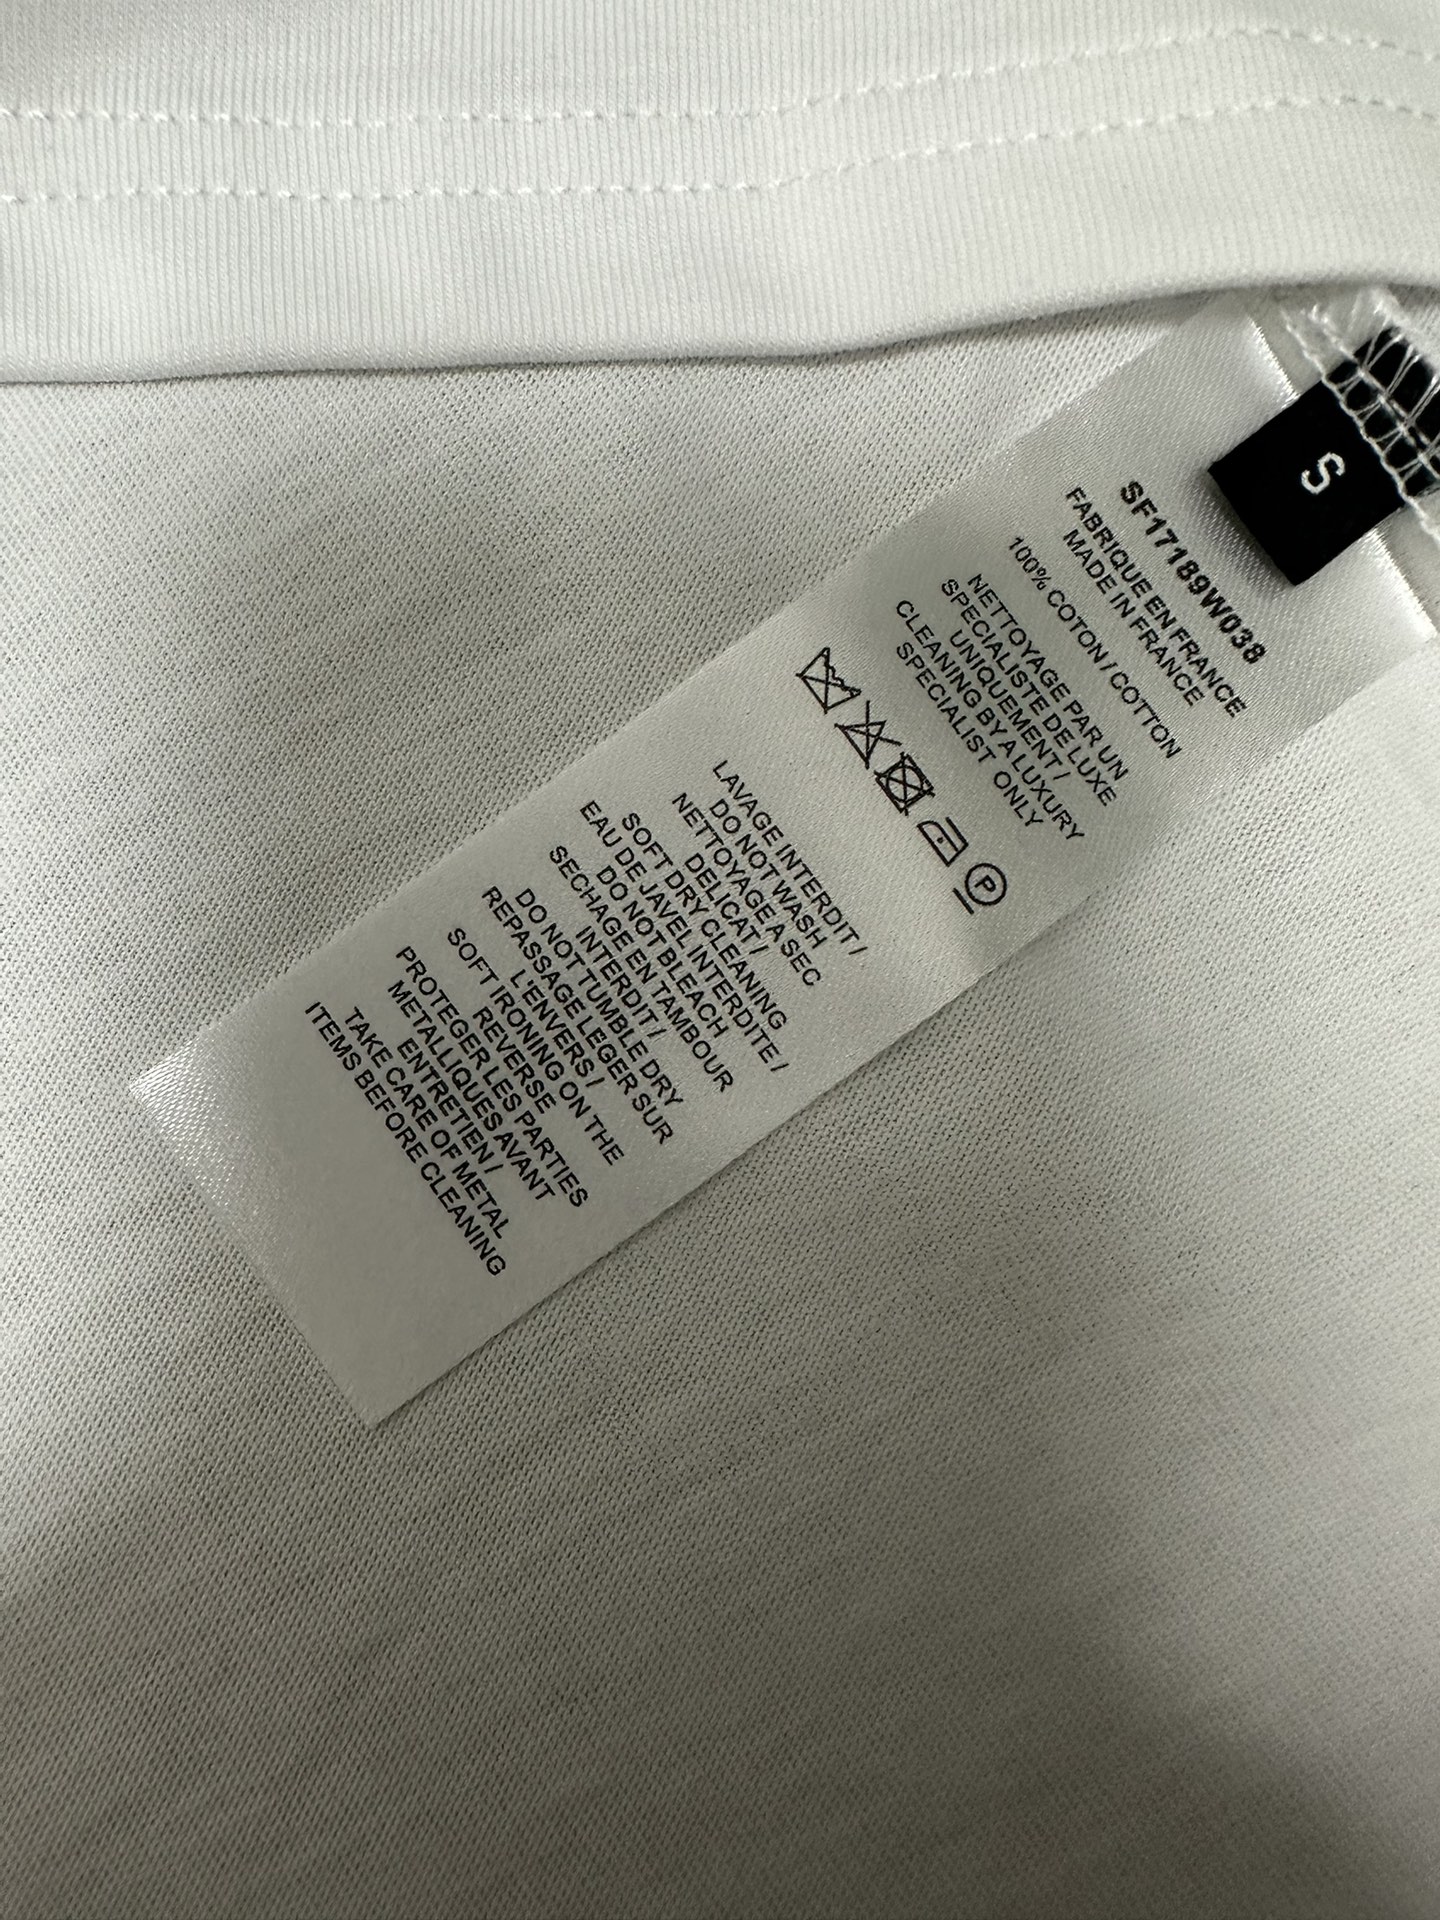 S
SF17189W038
FABRIQUE EN FRANCE
MADE IN FRANCE
100% COTON / COTTON
NETTOYAGE PAR UN
SPECIALISTE DE LUXE
UNIQUEMENT /
CLEANING BY A LUXURY
SPECIALIST ONLY
P
LAVAGE INTERDIT /
DO NOT WASH
NETTOYAGE A SEC
DELICAT /
SOFT DRY CLEANING
EAU DE JAVEL INTERDITE /
DO NOT BLEACH
SECHAGE EN TAMBOUR
INTERDIT /
DO NOT TUMBLE DRY
REPASSAGE LEGER SUR
L'ENVERS /
SOFT IRONING ON THE
REVERSE
PROTEGER LES PARTIES
METALLIQUES AVANT
ENTRETIEN /
TAKE CARE OF METAL
ITEMS BEFORE CLEANING